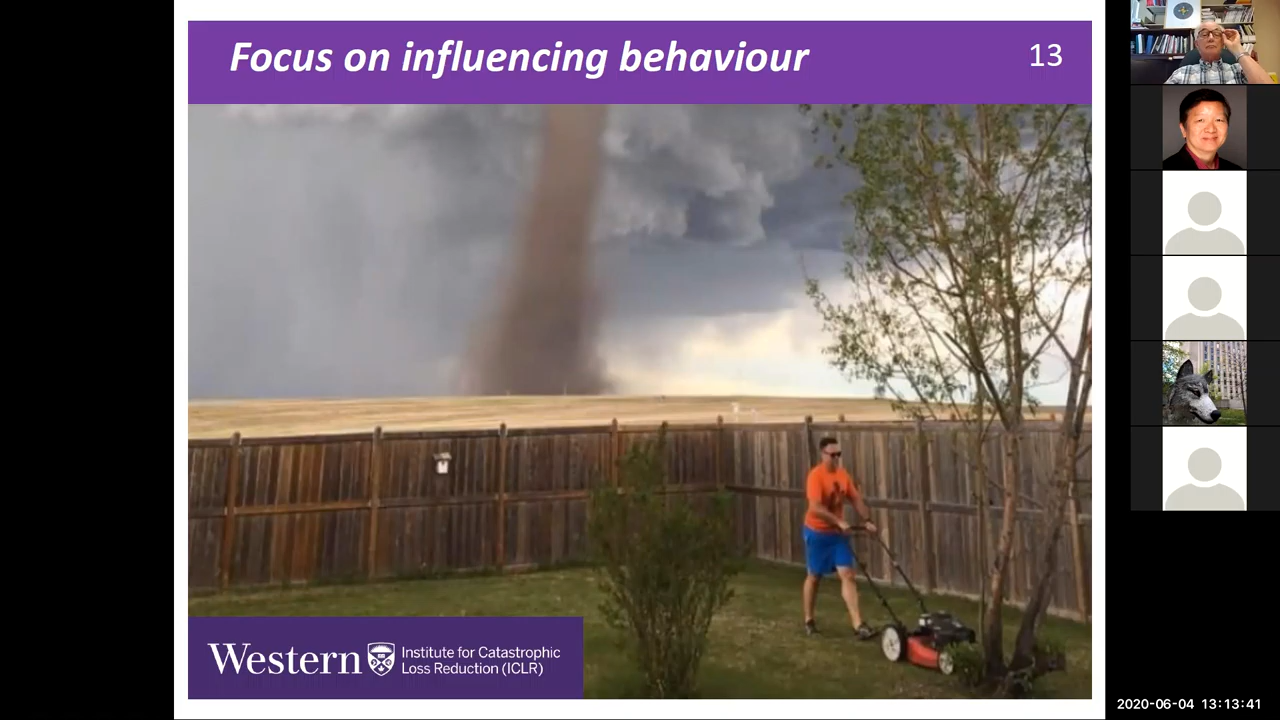 Focus on influencing behaviour
13
Western
Institute for Catastrophic
Loss Reduction (ICLR)
2020-06-04 13:13:41